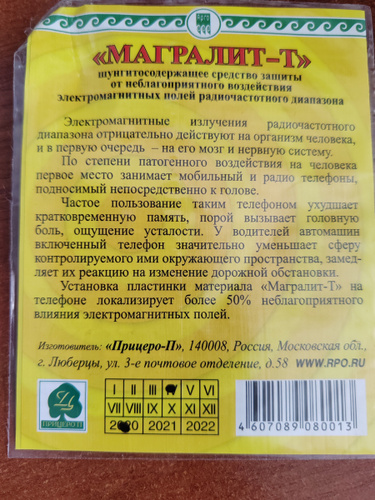 «МАГРАЛИТ-Т»
шунгитосодержащее средство защиты
от неблагоприятного воздействия
электромагнитных полей радиочастотного диапазона
Электромагнитные излучения радиочастотного
диапазона отрицательно действуют на организм человека,
и в первую очередь – на его мозг и нервную систему.
По степени патогенного воздействия на человека
первое место занимает мобильный и радио телефоны,
подносимый непосредственно к голове.
Частое пользование таким телефоном ухудшает
кратковременную память, порой вызывает головную
боль, ощущение усталости. У водителей автомашин
включенный телефон значительно уменьшает сферу
контролируемого ими окружающего пространства, замед-
ляет их реакцию на изменение дорожной обстановки.
Установка пластинки материала «Магралит-Т» на
телефоне локализирует более 50% неблагоприятного
влияния электромагнитных полей.
Изготовитель: «Прицеро-П», 140008, Россия, Московская обл.,
г. Люберцы, ул. 3-е почтовое отделение, д.58 WWW.RPO.RU
ПРИЦЕРО-П
I II III V VI
VII VIII IX X XI XII
2020 2021 2022
4 607089 080013